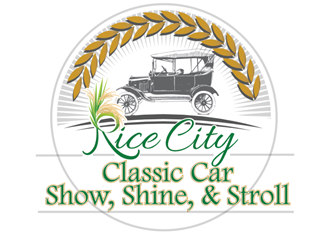 Rice City
Classic Car
Show, Shine, & Stroll